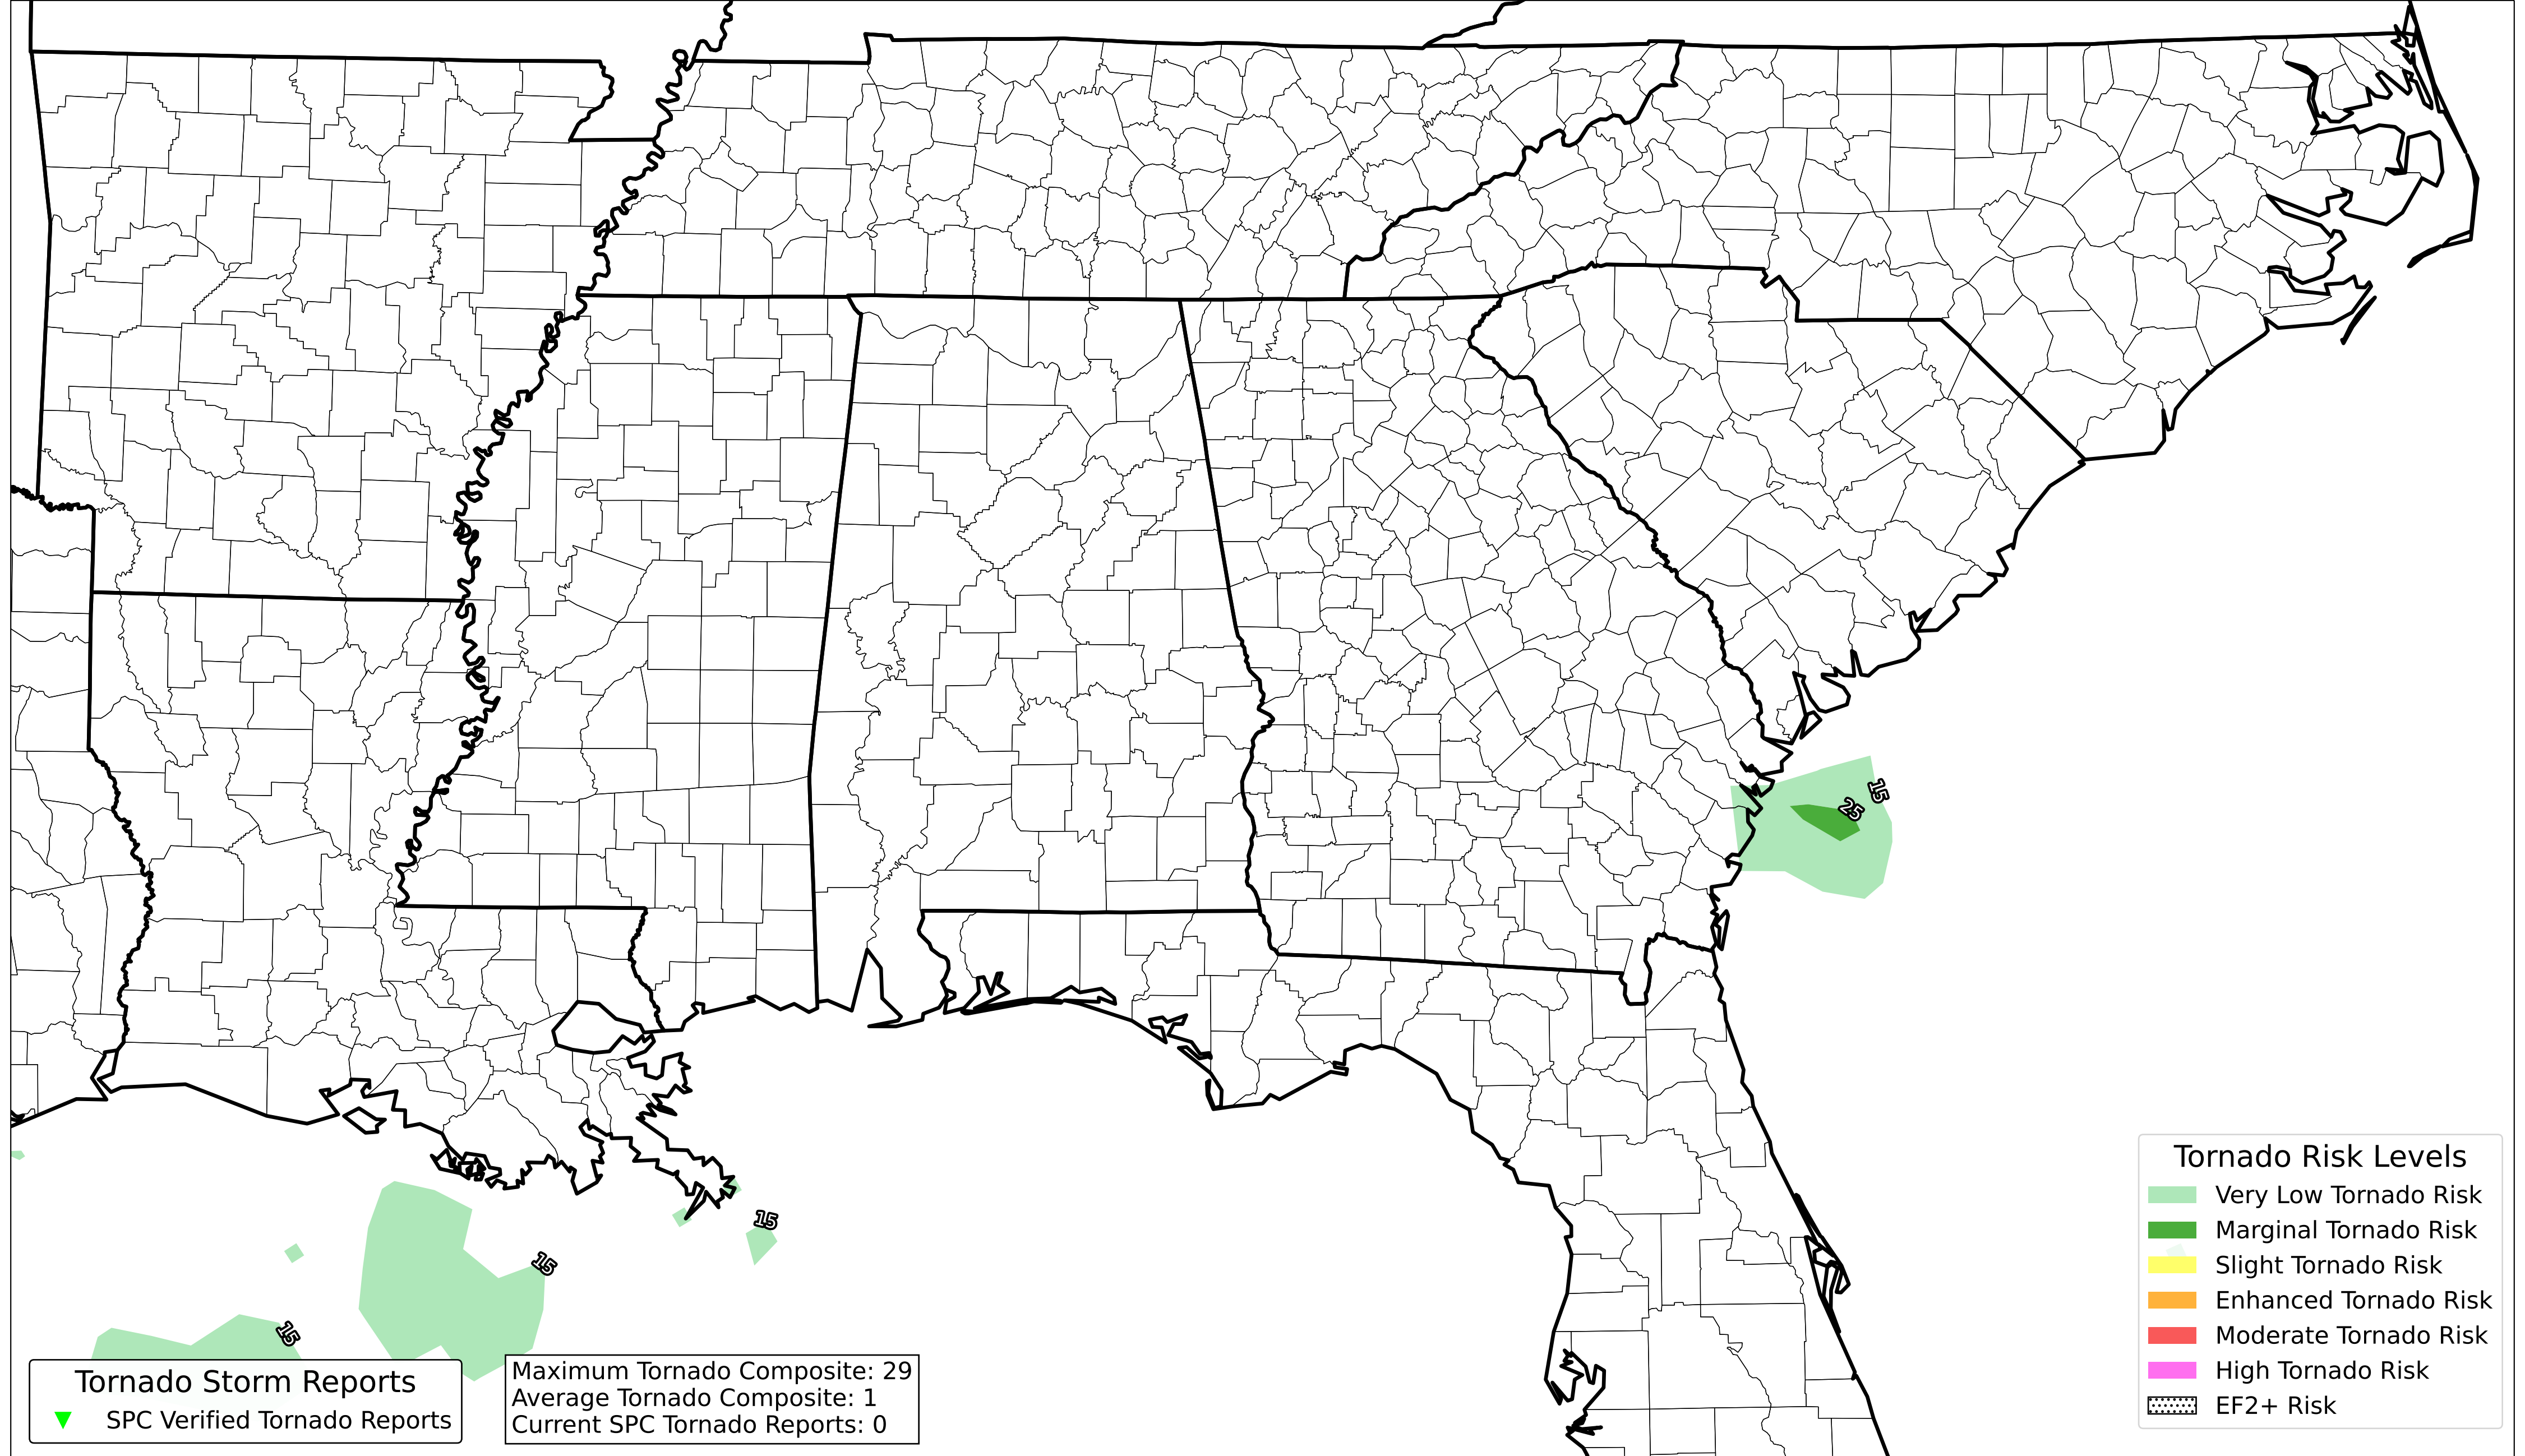 15
25
15
15
15
Tornado Storm Reports
SPC Verified Tornado Reports
Maximum Tornado Composite: 29
Average Tornado Composite: 1
Current SPC Tornado Reports: 0
Tornado Risk Levels
Very Low Tornado Risk
Marginal Tornado Risk
Slight Tornado Risk
Enhanced Tornado Risk
Moderate Tornado Risk
High Tornado Risk
EF2+ Risk